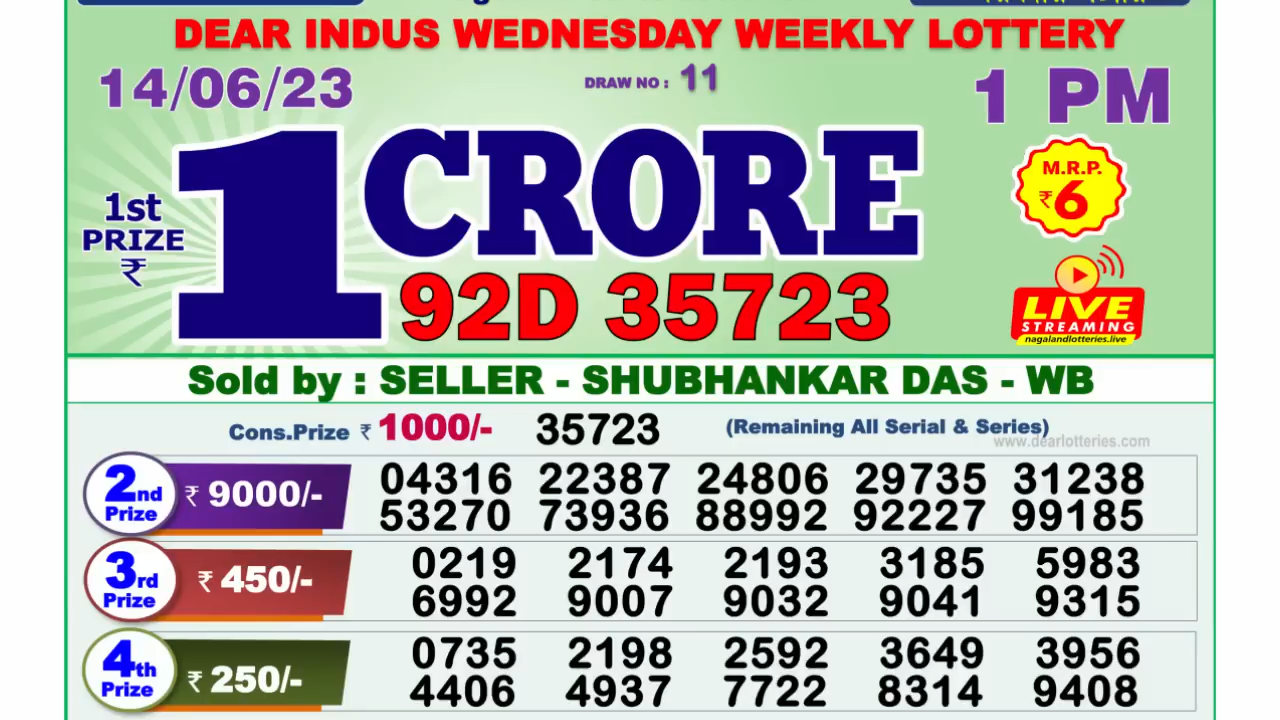 DEAR INDUS WEDNESDAY WEEKLY LOTTERY
14/06/23
DRAW NO : 11
1 PM
1st
PRIZE
₹
1 CRORE
92D 35723
M.R.P.
₹6
LIVE
STREAMING
nagalandlotteries.live
Sold by : SELLER - SHUBHANKAR DAS - WB
Cons.Prize ₹ 1000/- 35723 (Remaining All Serial & Series)
www.dearlotteries.com
2nd Prize ₹ 9000/-
04316 22387 24806 29735 31238
53270 73936 88992 92227 99185
3rd Prize ₹ 450/-
0219 2174 2193 3185 5983
6992 9007 9032 9041 9315
4th Prize ₹ 250/-
0735 2198 2592 3649 3956
4406 4937 7722 8314 9408